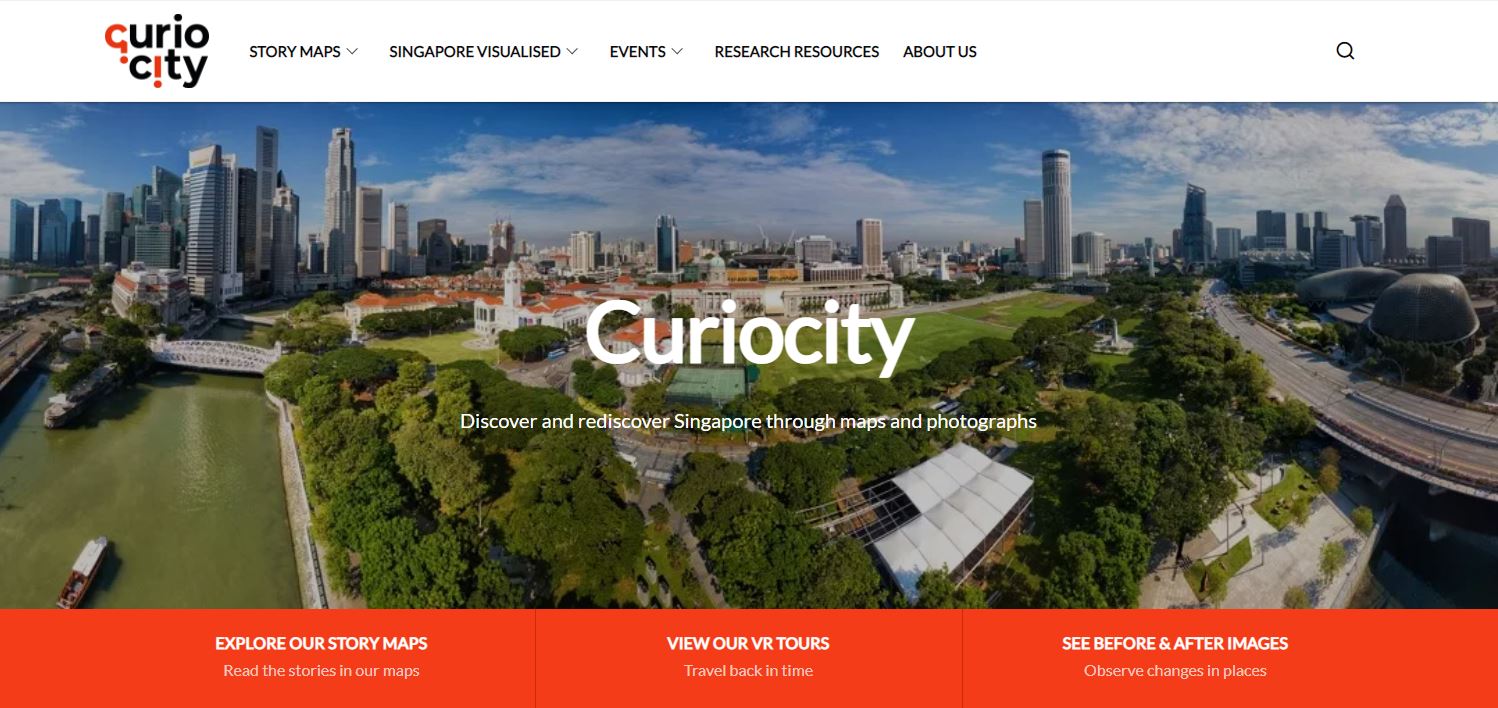 curio
city
STORY MAPS
SINGAPORE VISUALISED
EVENTS
RESEARCH RESOURCES
ABOUT US
Curiocity
Discover and rediscover Singapore through maps and photographs
EXPLORE OUR STORY MAPS
Read the stories in our maps
VIEW OUR VR TOURS
Travel back in time
SEE BEFORE & AFTER IMAGES
Observe changes in places